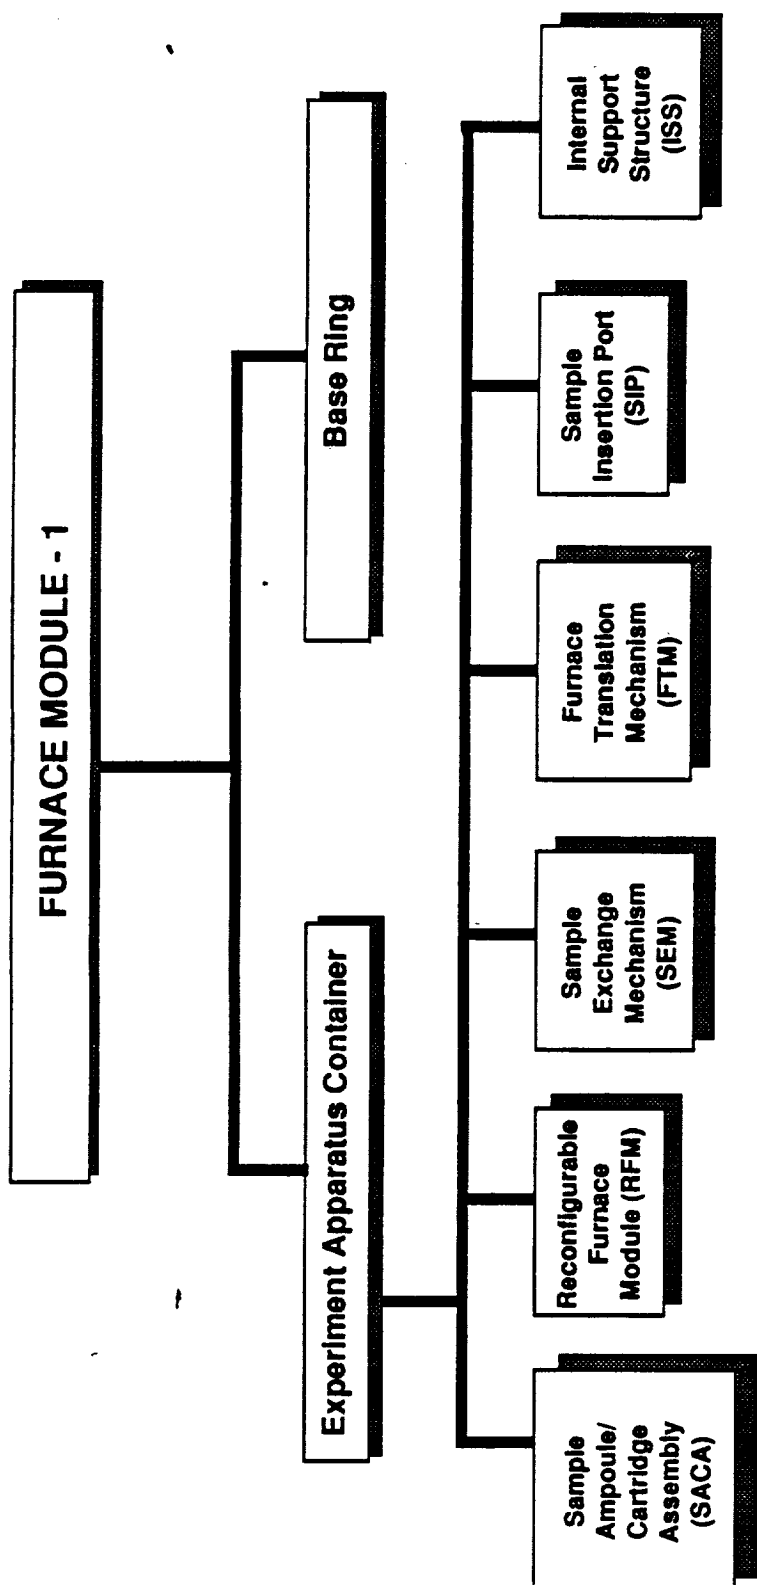 FURNACE MODULE - 1
Experiment Apparatus Container
Base Ring
Sample
Ampoule/
Cartridge
Assembly
(SACA)
Reconfigurable
Furnace
Module (RFM)
Sample
Exchange
Mechanism
(SEM)
Furnace
Translation
Mechanism
(FTM)
Sample
Insertion Port
(SIP)
Internal
Support
Structure
(ISS)